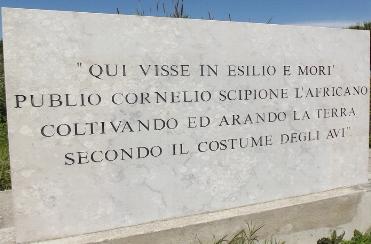 "QUI VISSE IN ESILIO E MORI'
PUBLIO CORNELIO SCIPIONE L'AFRICANO
COLTIVANDO ED ARANDO LA TERRA
SECONDO IL COSTUME DEGLI AVI".